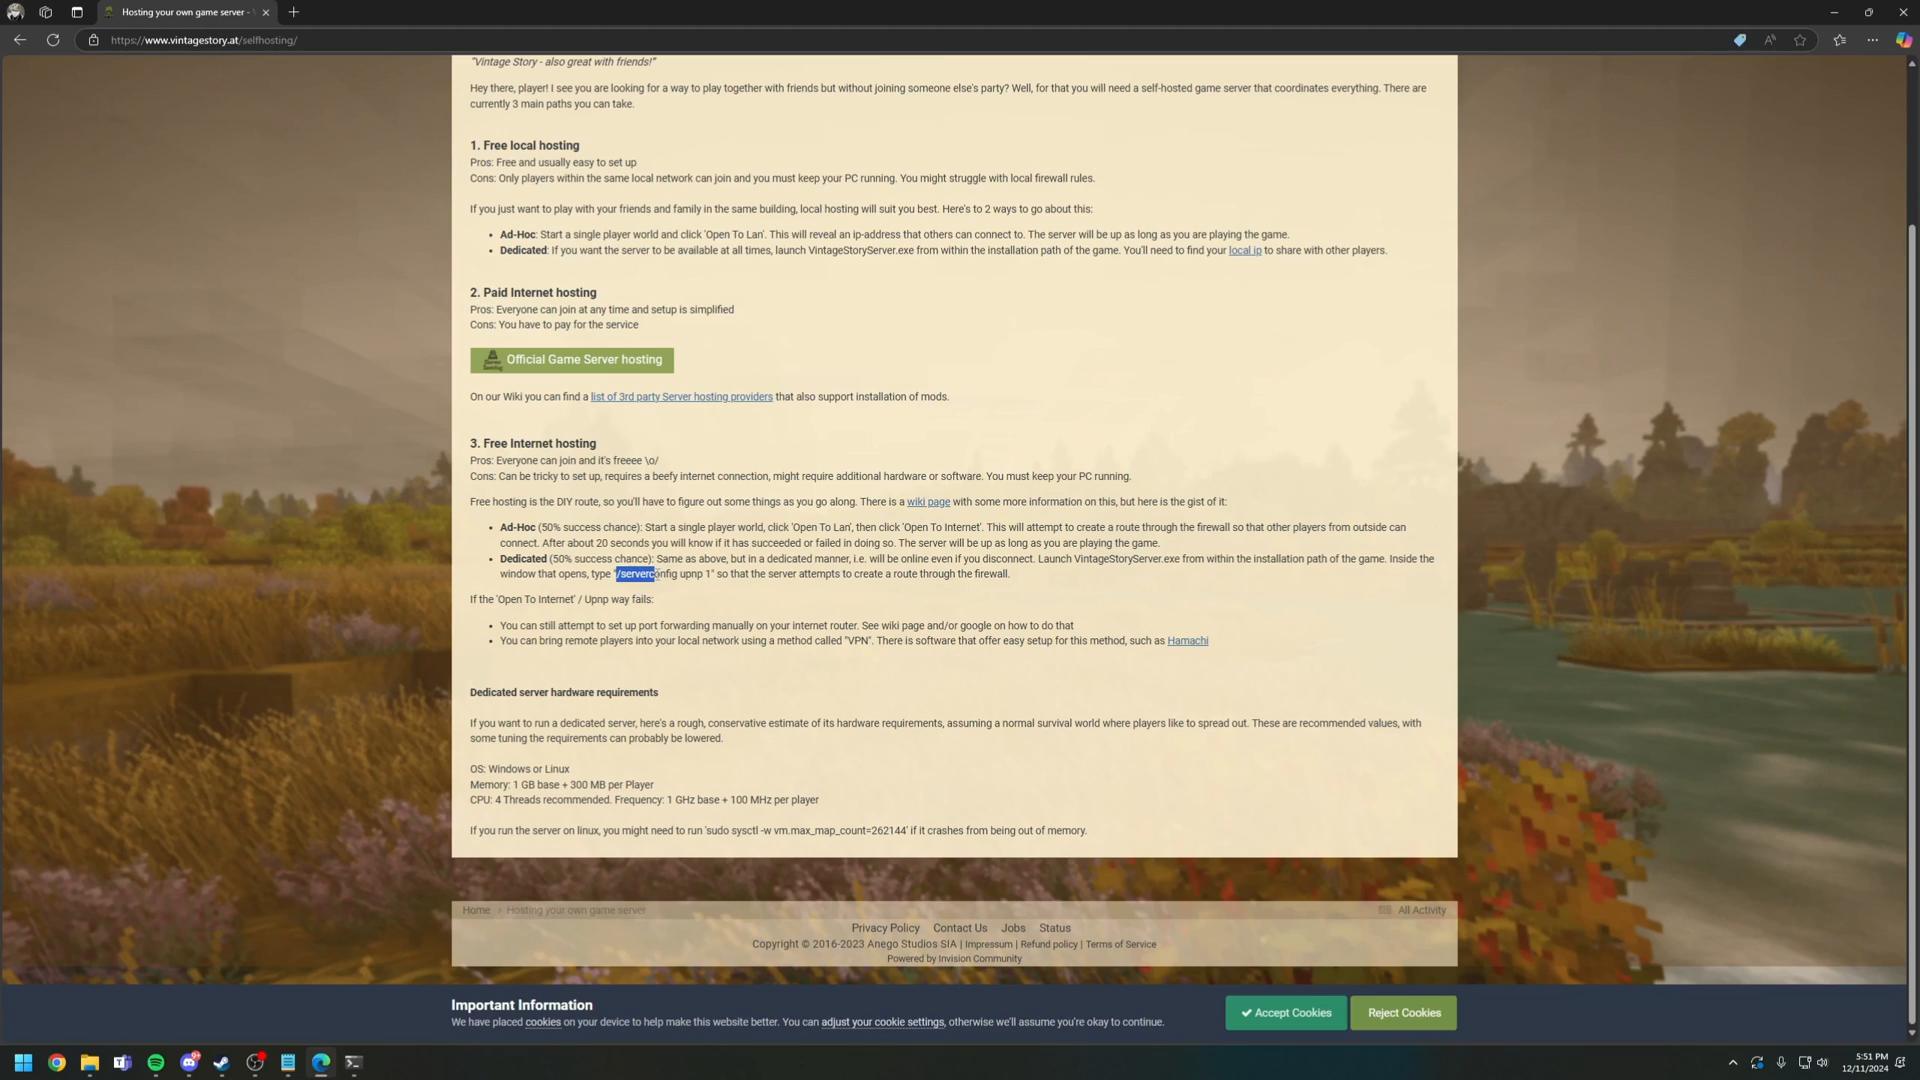 Hosting your own game server -
https://www.vintagestory.at/selfhosting/
"Vintage Story - also great with friends!"
Hey there, player! I see you are looking for a way to play together with friends but without joining someone else's party? Well, for that you will need a self-hosted game server that coordinates everything. There are
currently 3 main paths you can take.
1. Free local hosting
Pros: Free and usually easy to set up
Cons: Only players within the same local network can join and you must keep your PC running. You might struggle with local firewall rules.
If you just want to play with your friends and family in the same building, local hosting will suit you best. Here's to 2 ways to go about this:
• Ad-Hoc: Start a single player world and click 'Open To Lan'. This will reveal an ip-address that others can connect to. The server will be up as long as you are playing the game.
• Dedicated: If you want the server to be available at all times, launch VintageStoryServer.exe from within the installation path of the game. You'll need to find your local ip to share with other players.
2. Paid Internet hosting
Pros: Everyone can join at any time and setup is simplified
Cons: You have to pay for the service
Official Game Server hosting
On our Wiki you can find a list of 3rd party Server hosting providers that also support installation of mods.
3. Free Internet hosting
Pros: Everyone can join and it's freeee \o/
Cons: Can be tricky to set up, requires a beefy internet connection, might require additional hardware or software. You must keep your PC running.
Free hosting is the DIY route, so you'll have to figure out some things as you go along. There is a wiki page with some more information on this, but here is the gist of it:
• Ad-Hoc (50% success chance): Start a single player world, click 'Open To Lan', then click 'Open To Internet'. This will attempt to create a route through the firewall so that other players from outside can
connect. After about 20 seconds you will know if it has succeeded or failed in doing so. The server will be up as long as you are playing the game.
• Dedicated (50% success chance): Same as above, but in a dedicated manner, i.e. will be online even if you disconnect. Launch VintageStoryServer.exe from within the installation path of the game. Inside the
window that opens, type "/serverconfig upnp 1" so that the server attempts to create a route through the firewall.
If the 'Open To Internet' / Upnp way fails:
• You can still attempt to set up port forwarding manually on your internet router. See wiki page and/or google on how to do that
• You can bring remote players into your local network using a method called "VPN". There is software that offer easy setup for this method, such as Hamachi
Dedicated server hardware requirements
If you want to run a dedicated server, here's a rough, conservative estimate of its hardware requirements, assuming a normal survival world where players like to spread out. These are recommended values, with
some tuning the requirements can probably be lowered.
OS: Windows or Linux
Memory: 1 GB base + 300 MB per Player
CPU: 4 Threads recommended. Frequency: 1 GHz base + 100 MHz per player
If you run the server on linux, you might need to run 'sudo sysctl -w vm.max_map_count=262144' if it crashes from being out of memory.
Home › Hosting your own game server
All Activity
Privacy Policy Contact Us Jobs Status
Copyright © 2016-2023 Anego Studios SIA | Impressum | Refund policy | Terms of Service
Powered by Invision Community
Important Information
We have placed cookies on your device to help make this website better. You can adjust your cookie settings, otherwise we'll assume you're okay to continue.
✔ Accept Cookies
Reject Cookies
5:51 PM
12/11/2024